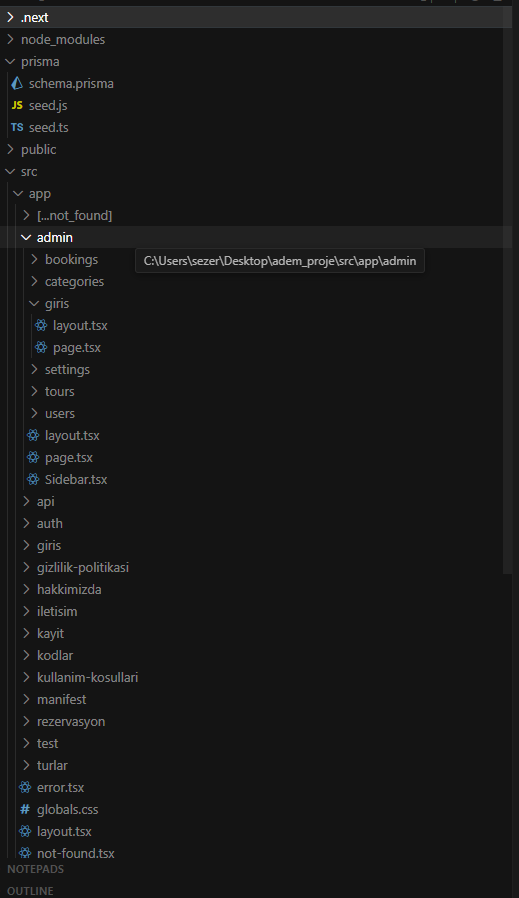 .next
node_modules
prisma
schema.prisma
JS seed.js
TS seed.ts
public
src
app
[...not_found]
admin
bookings
C:\Users\sezer\Desktop\adem_proje\src\app\admin
categories
giris
layout.tsx
page.tsx
settings
tours
users
layout.tsx
page.tsx
Sidebar.tsx
api
auth
giris
gizlilik-politikasi
hakkimizda
iletisim
kayit
kodlar
kullanim-kosullari
manifest
rezervasyon
test
turlar
error.tsx
# globals.css
layout.tsx
not-found.tsx
NOTEPADS
OUTLINE